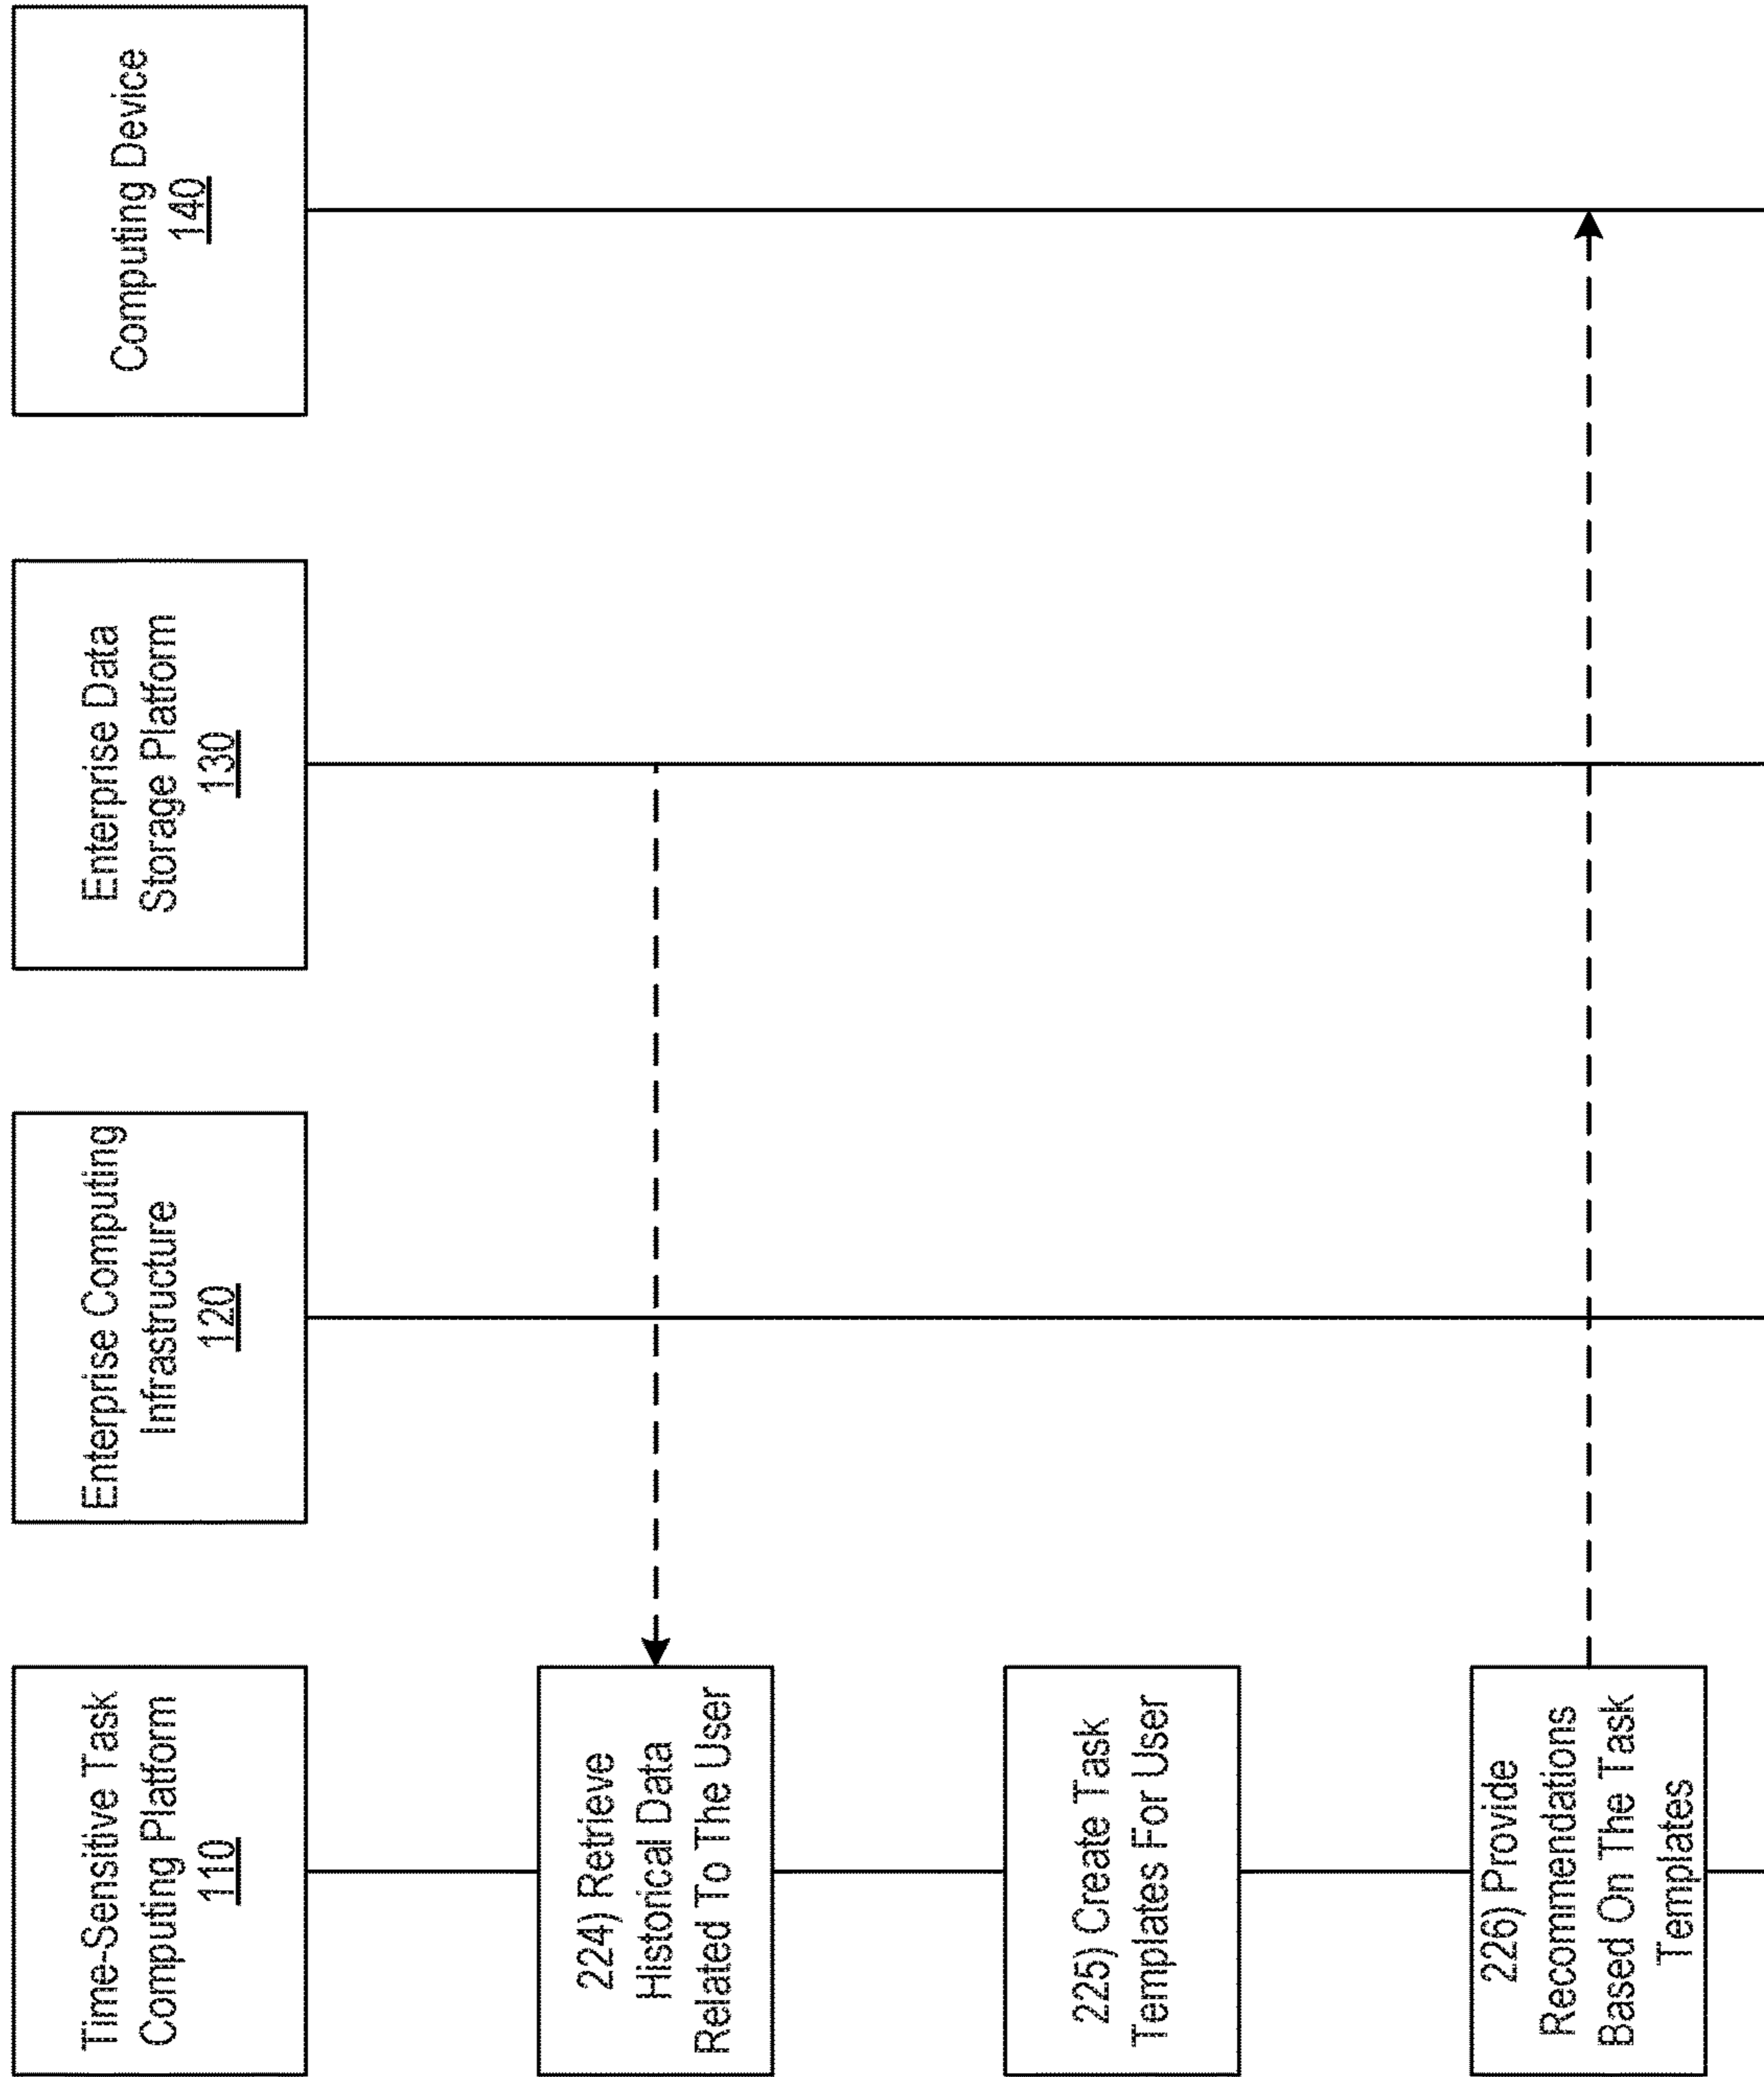 Time-Sensitive Task
Computing Platform
110
Enterprise Computing
Infrastructure
120
Enterprise Data
Storage Platform
130
Computing Device
140
224) Retrieve
Historical Data
Related To The User
225) Create Task
Templates For User
226) Provide
Recommendations
Based On The Task
Templates